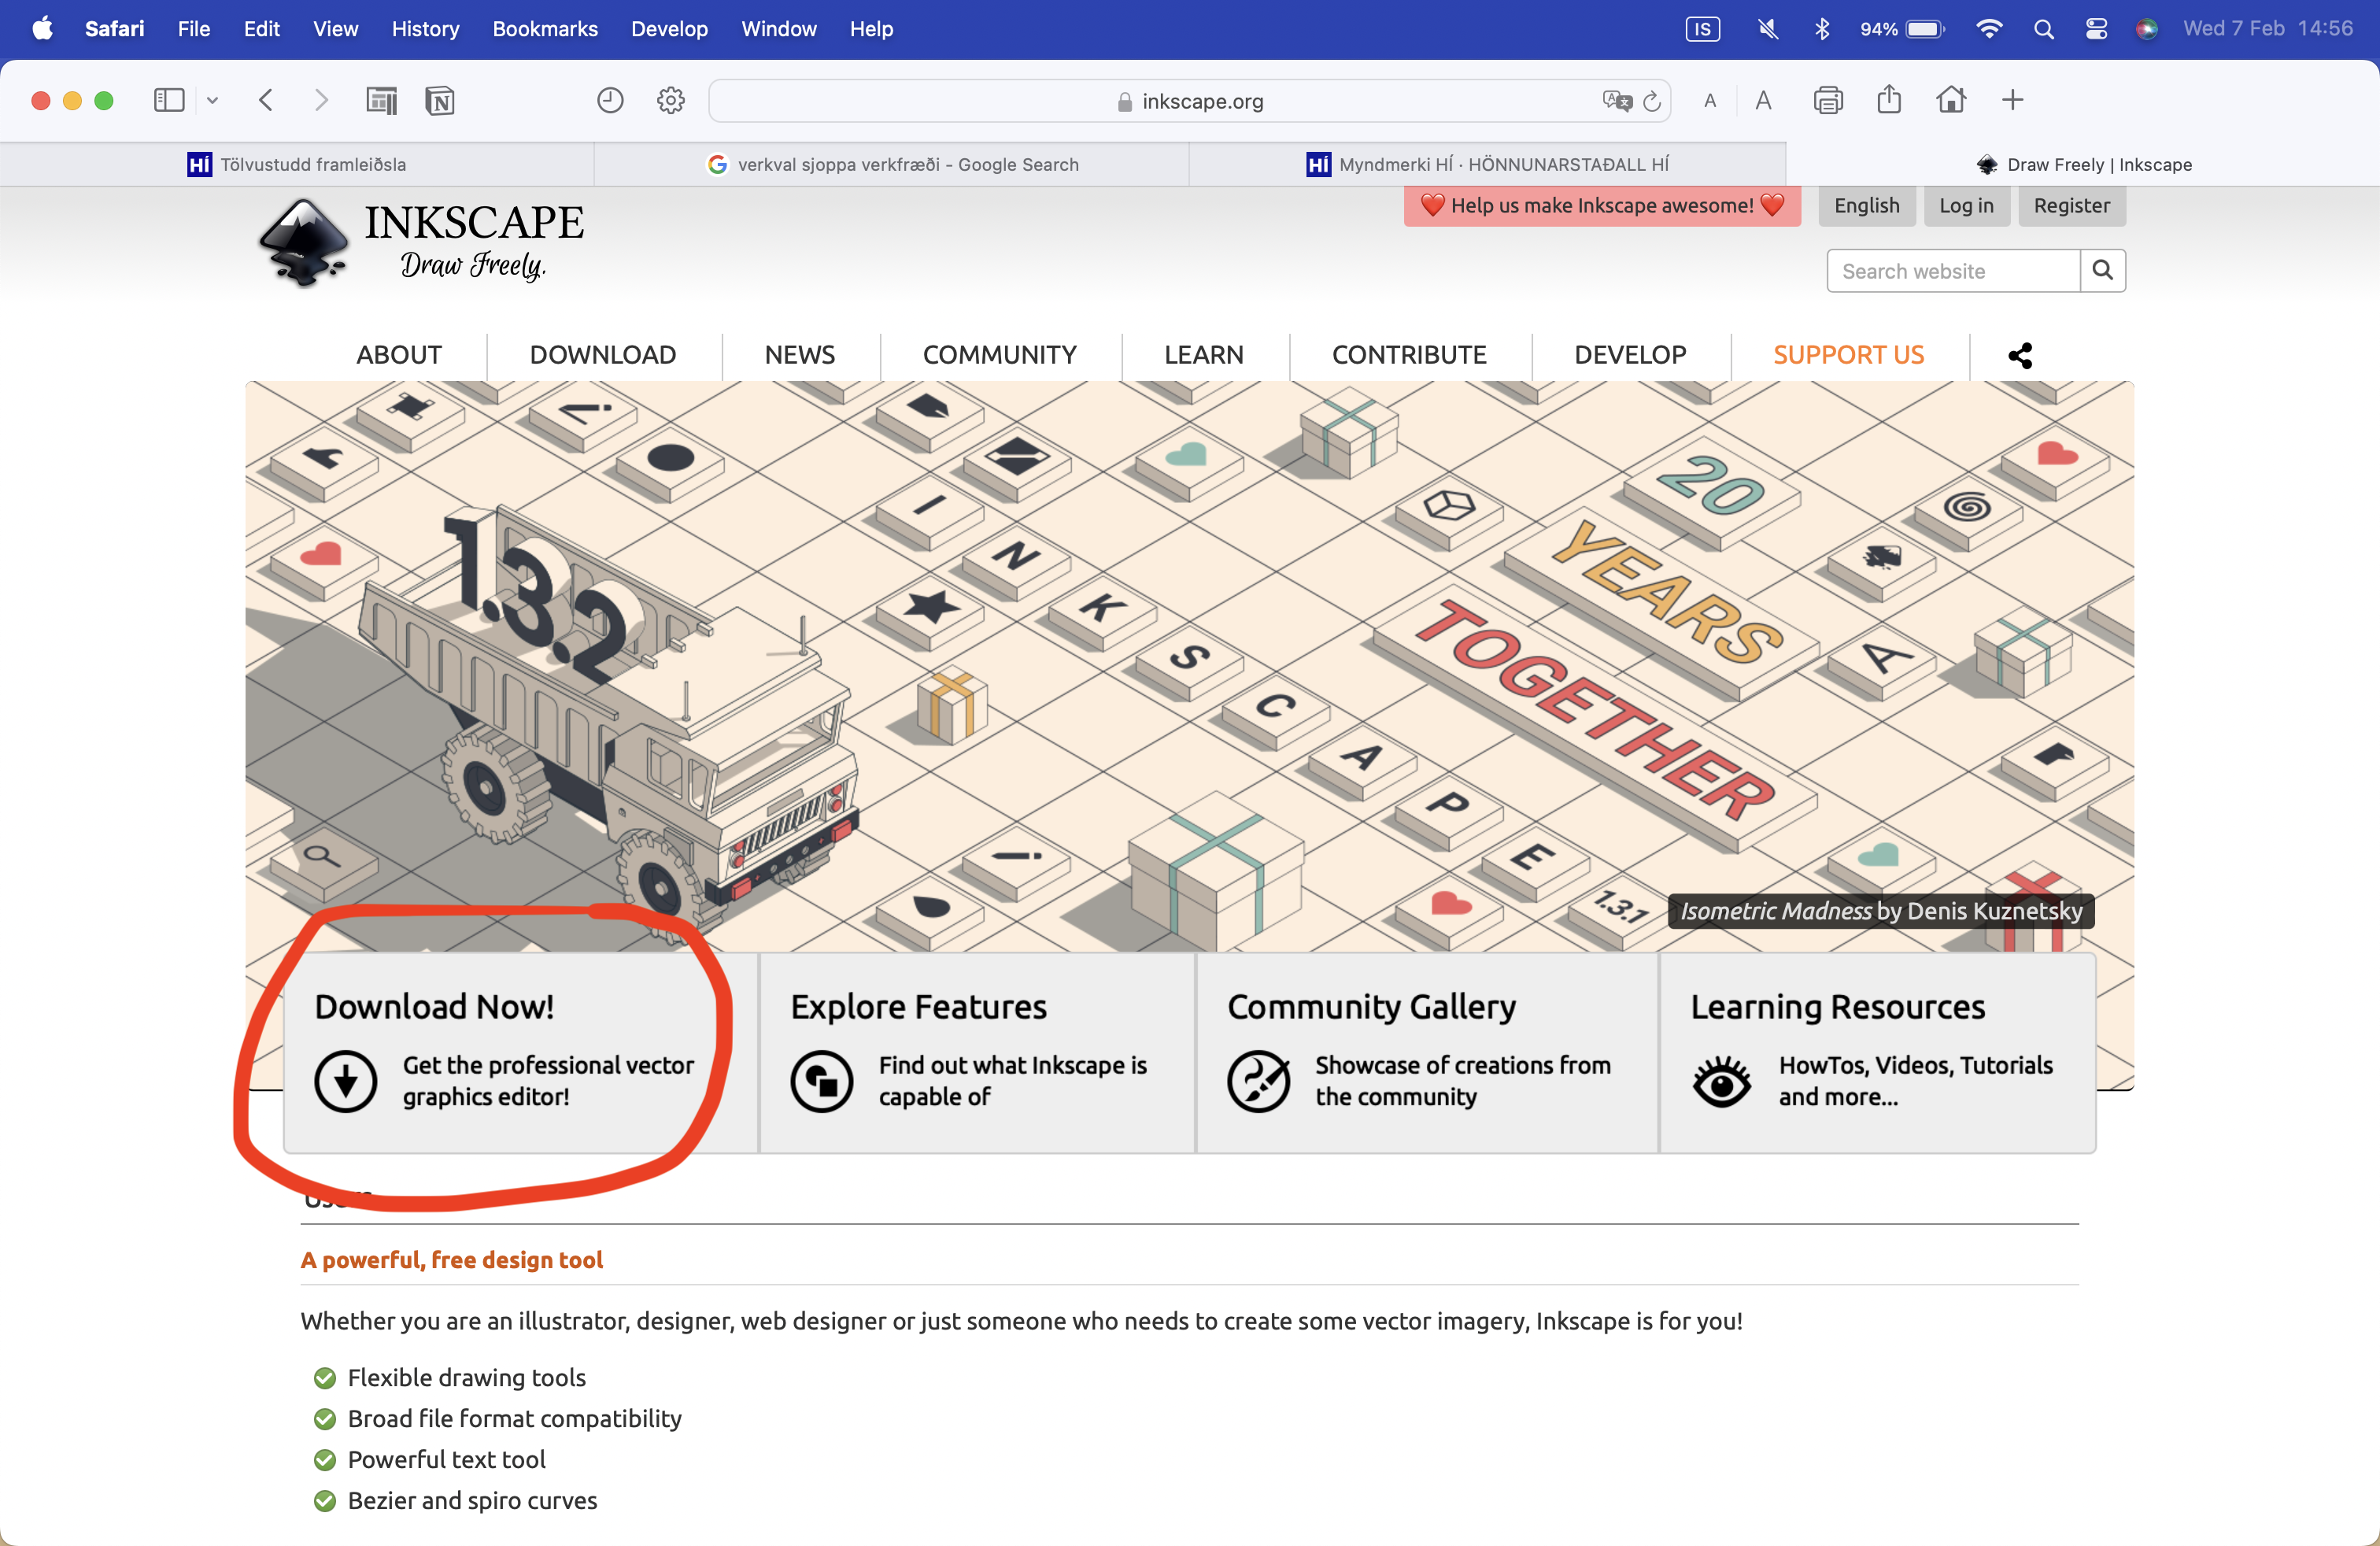 Safari File Edit View History Bookmarks Develop Window Help IS 94% Wed 7 Feb 14:56
inkscape.org A A
HÍ Tölvustudd framleiðsla
verkval sjoppa verkfræði - Google Search
HÍ Myndmerki HÍ · HÖNNUNARSTAÐALL HÍ
Draw Freely | Inkscape
INKSCAPE
Draw Freely.
Help us make Inkscape awesome! English Log in Register
Search website
ABOUT DOWNLOAD NEWS COMMUNITY LEARN CONTRIBUTE DEVELOP SUPPORT US
1.3.2
INKSCAPE
1.3.1
20
YEARS
TOGETHER
A
Isometric Madness by Denis Kuznetsky
Download Now!
Get the professional vector
graphics editor!
Explore Features
Find out what Inkscape is
capable of
Community Gallery
Showcase of creations from
the community
Learning Resources
HowTos, Videos, Tutorials
and more...
A powerful, free design tool
Whether you are an illustrator, designer, web designer or just someone who needs to create some vector imagery, Inkscape is for you!
Flexible drawing tools
Broad file format compatibility
Powerful text tool
Bezier and spiro curves